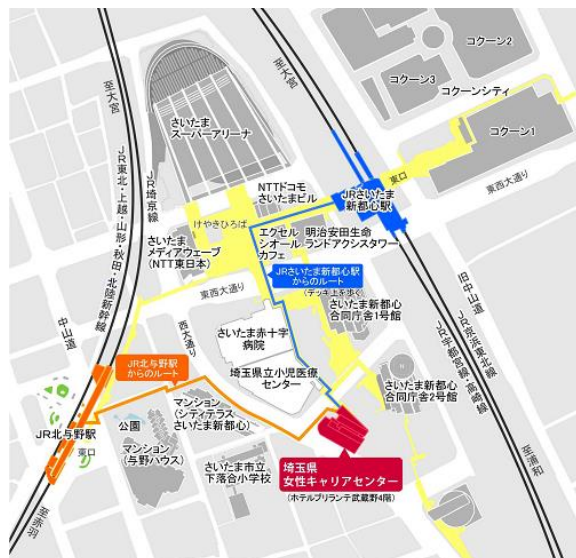 至大宮
至大宮
コクーン2
コクーン3
コクーンシティ
コクーン1
さいたま
スーパーアリーナ
JR東北・上越・山形・秋田・北陸新幹線
JR埼京線
NTTドコモ
さいたまビル
JRさいたま
新都心駅
東口
東西大通り
けやきひろば
さいたま
メディアウェーブ
(NTT東日本)
エクセル
シオール
カフェ
明治安田生命
ランドアクシスタワー
JRさいたま新都心駅
からのルート
(デッキ上を歩く)
旧中山道
中山道
東西大通り
西大通り
さいたま新都心
合同庁舎1号館
さいたま赤十字
病院
埼玉県立小児医療
センター
JR京浜東北線
JR宇都宮線・高崎線
JR北与野駅
からのルート
さいたま新都心
合同庁舎2号館
マンション
(シティテラス
さいたま新都心)
公園
JR北与野駅
東口
マンション
(与野ハウス)
さいたま市立
下落合小学校
埼玉県
女性キャリアセンター
(ホテルブリランテ武蔵野4階)
至浦和
至赤羽